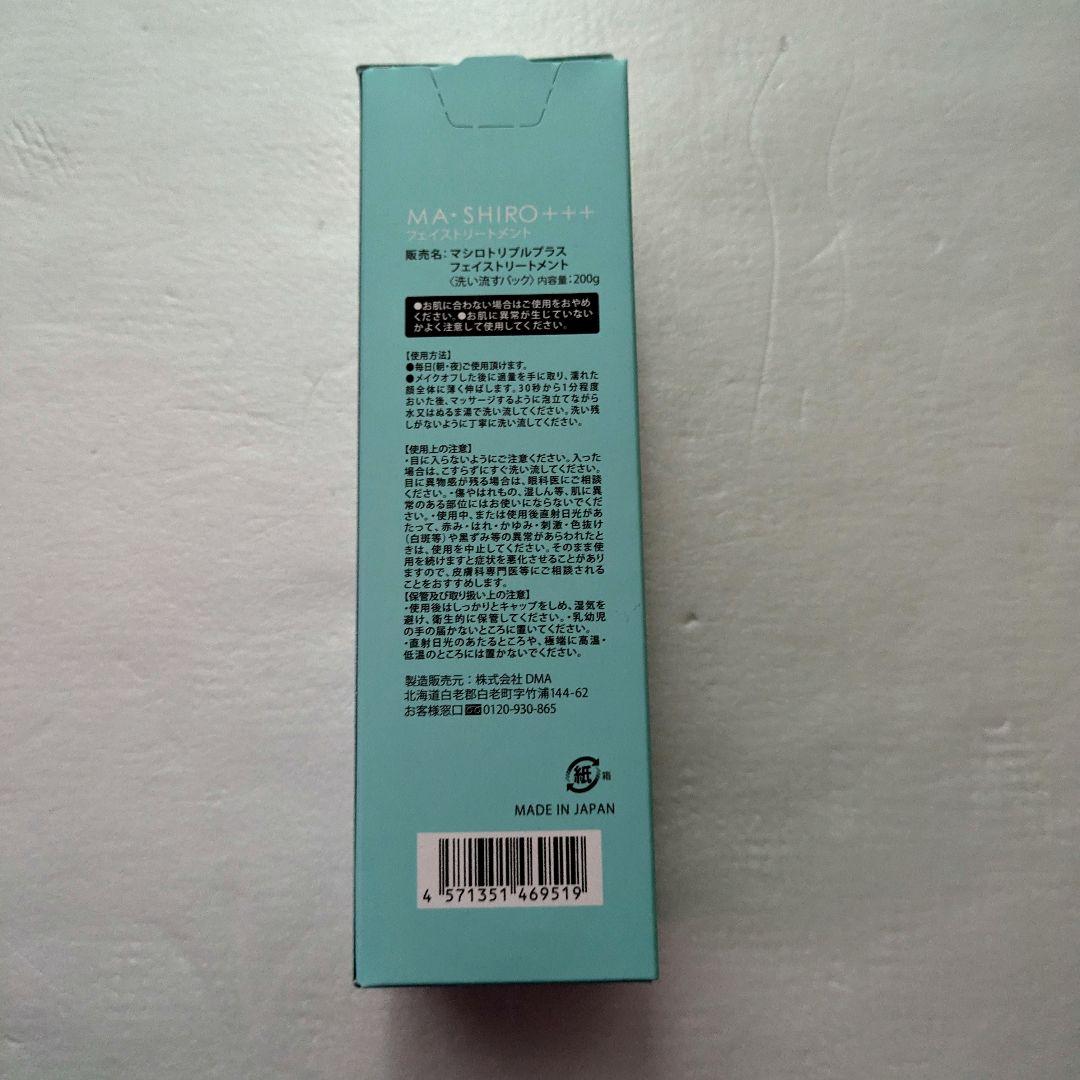 MA・SHIRO+++
フェイストリートメント
販売名：マシロトリプルプラス
フェイストリートメント
〈洗い流すパック〉内容量：200g
●お肌に合わない場合はご使用をおやめ
ください。●お肌に異常が生じていない
かよく注意して使用してください。
【使用方法】
●毎日(朝・夜)ご使用頂けます。
●メイクオフした後に適量を手に取り、濡れた
顔全体に薄く伸ばします。30秒から1分程度
おいた後、マッサージするように泡立てながら
水又はぬるま湯で洗い流してください。洗い残
しがないように丁寧に洗い流してください。
【使用上の注意】
・目に入らないようにご注意ください。入った
場合は、こすらずにすぐ洗い流してください。
目に異物感が残る場合は、眼科医にご相談
ください。・傷やはれもの、湿しん等、肌に異
常のある部位にはお使いにならないでくだ
さい。・使用中、または使用後直射日光があ
たって、赤み・はれ・かゆみ・刺激・色抜け
（白斑等）や黒ずみ等の異常があらわれたと
きは、使用を中止してください。そのまま使
用を続けますと症状を悪化させることがあり
ますので、皮膚科専門医等にご相談される
ことをおすすめします。
【保管及び取り扱い上の注意】
・使用後はしっかりとキャップをしめ、湿気を
避け、衛生的に保管してください。・乳幼児
の手の届かないところに置いてください。
・直射日光のあたるところや、極端に高温・
低温のところには置かないでください。
製造販売元：株式会社 DMA
北海道白老郡白老町字竹浦144-62
お客様窓口 0120-930-865
紙 箱
MADE IN JAPAN
4 571351 469519